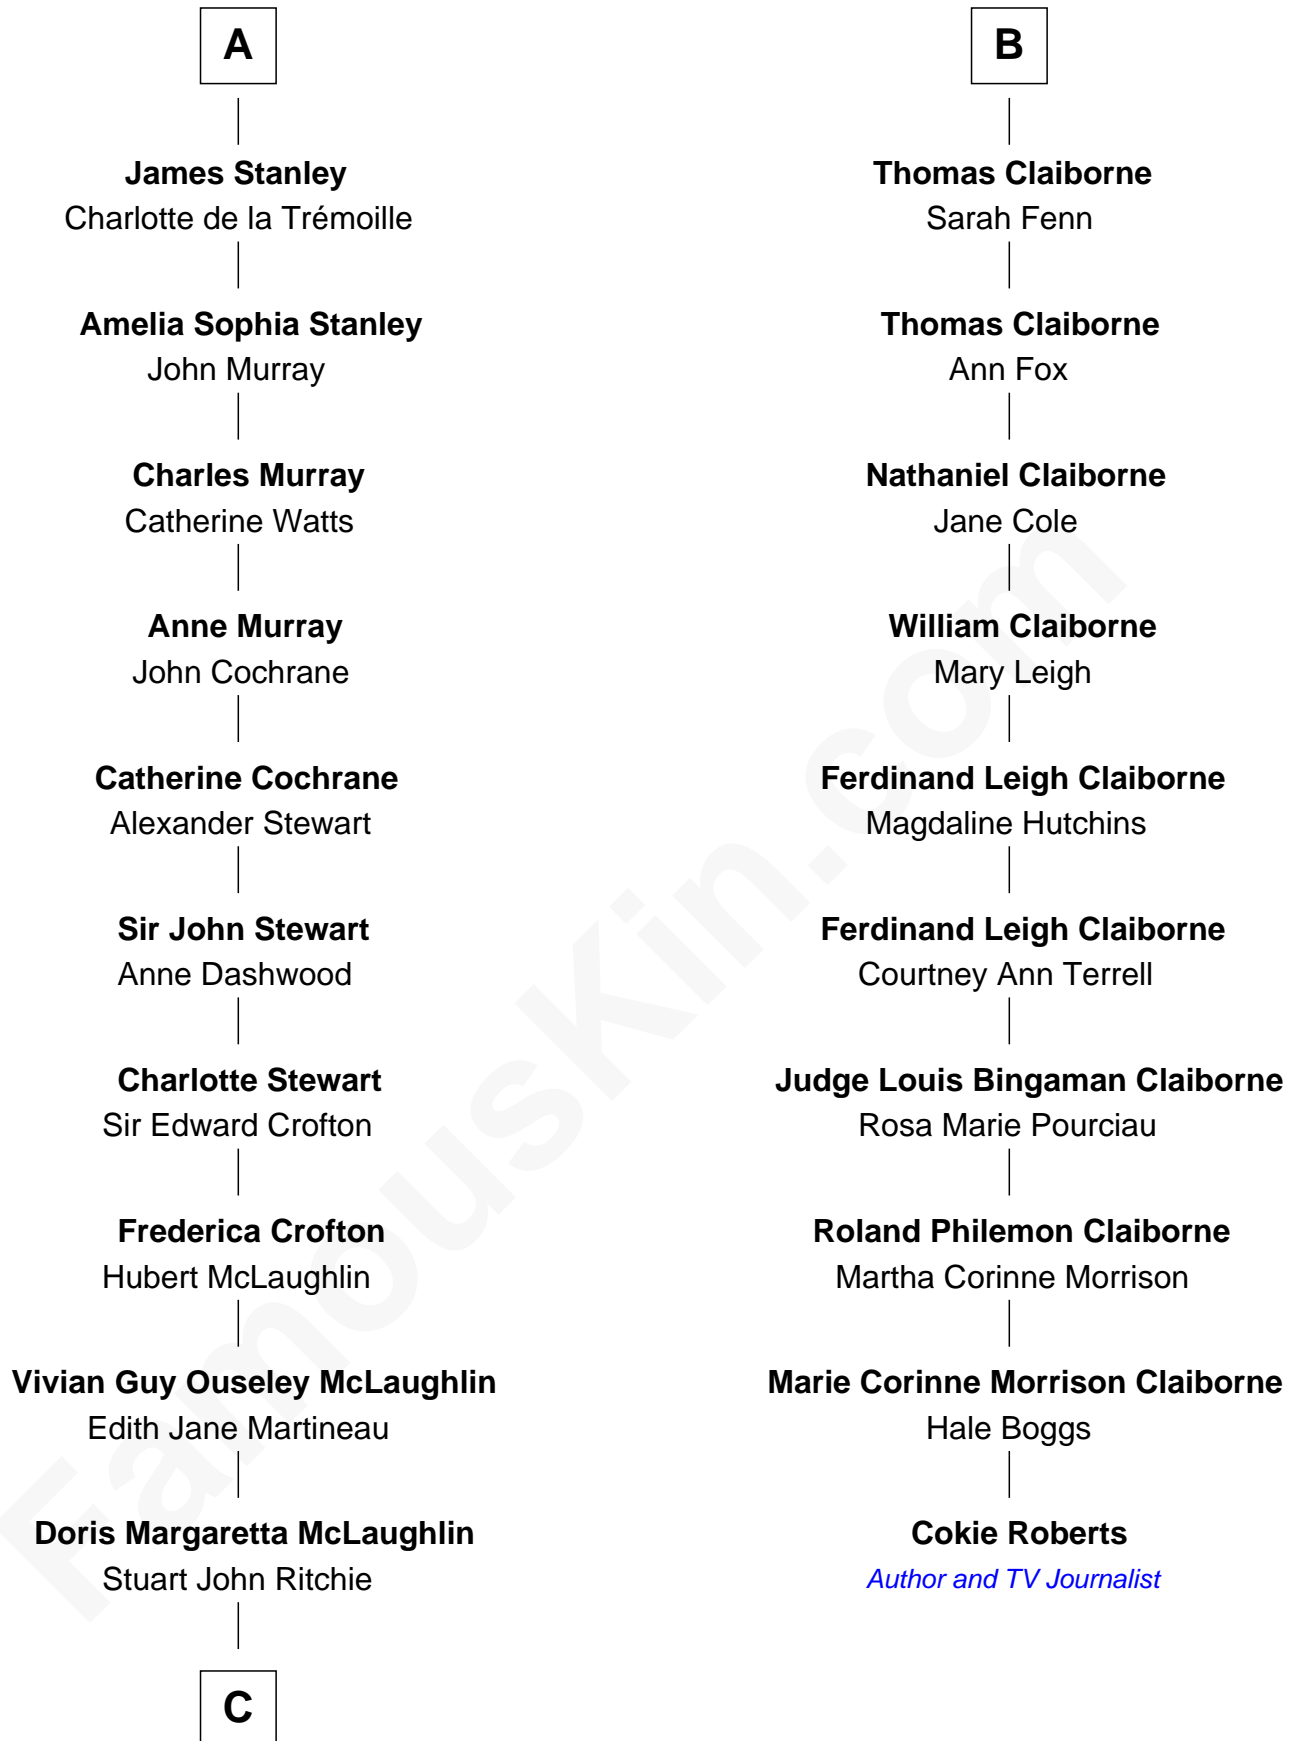 A
James Stanley
Charlotte de la Trémoille
Amelia Sophia Stanley
John Murray
Charles Murray
Catherine Watts
Anne Murray
John Cochrane
Catherine Cochrane
Alexander Stewart
Sir John Stewart
Anne Dashwood
Charlotte Stewart
Sir Edward Crofton
Frederica Crofton
Hubert McLaughlin
Vivian Guy Ouseley McLaughlin
Edith Jane Martineau
Doris Margaretta McLaughlin
Stuart John Ritchie
C
B
Thomas Claiborne
Sarah Fenn
Thomas Claiborne
Ann Fox
Nathaniel Claiborne
Jane Cole
William Claiborne
Mary Leigh
Ferdinand Leigh Claiborne
Magdaline Hutchins
Ferdinand Leigh Claiborne
Courtney Ann Terrell
Judge Louis Bingaman Claiborne
Rosa Marie Pourciau
Roland Philemon Claiborne
Martha Corinne Morrison
Marie Corinne Morrison Claiborne
Hale Boggs
Cokie Roberts
Author and TV Journalist
FamousKin.com